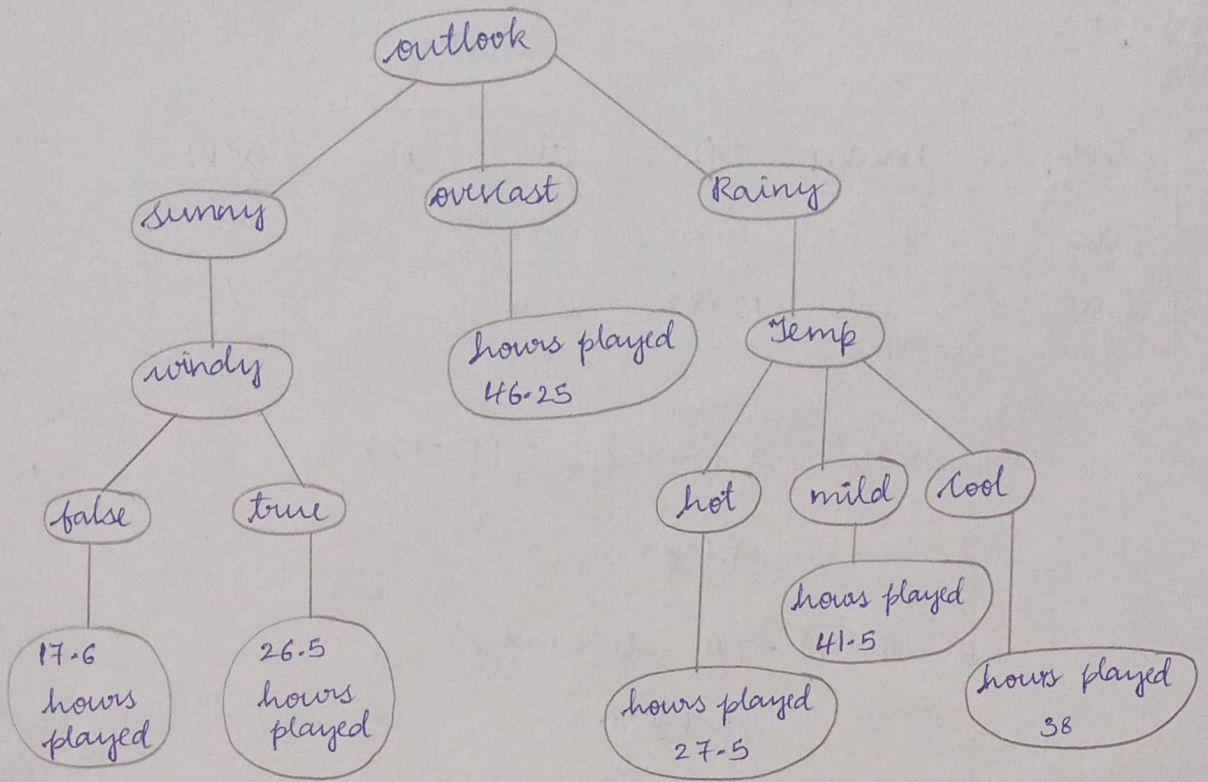 outlook
sunny
overcast
Rainy
windy
hours played
46.25
Temp
false
true
hot
mild
cool
17.6
hours
played
26.5
hours
played
hours played
27.5
hours played
41.5
hours played
38